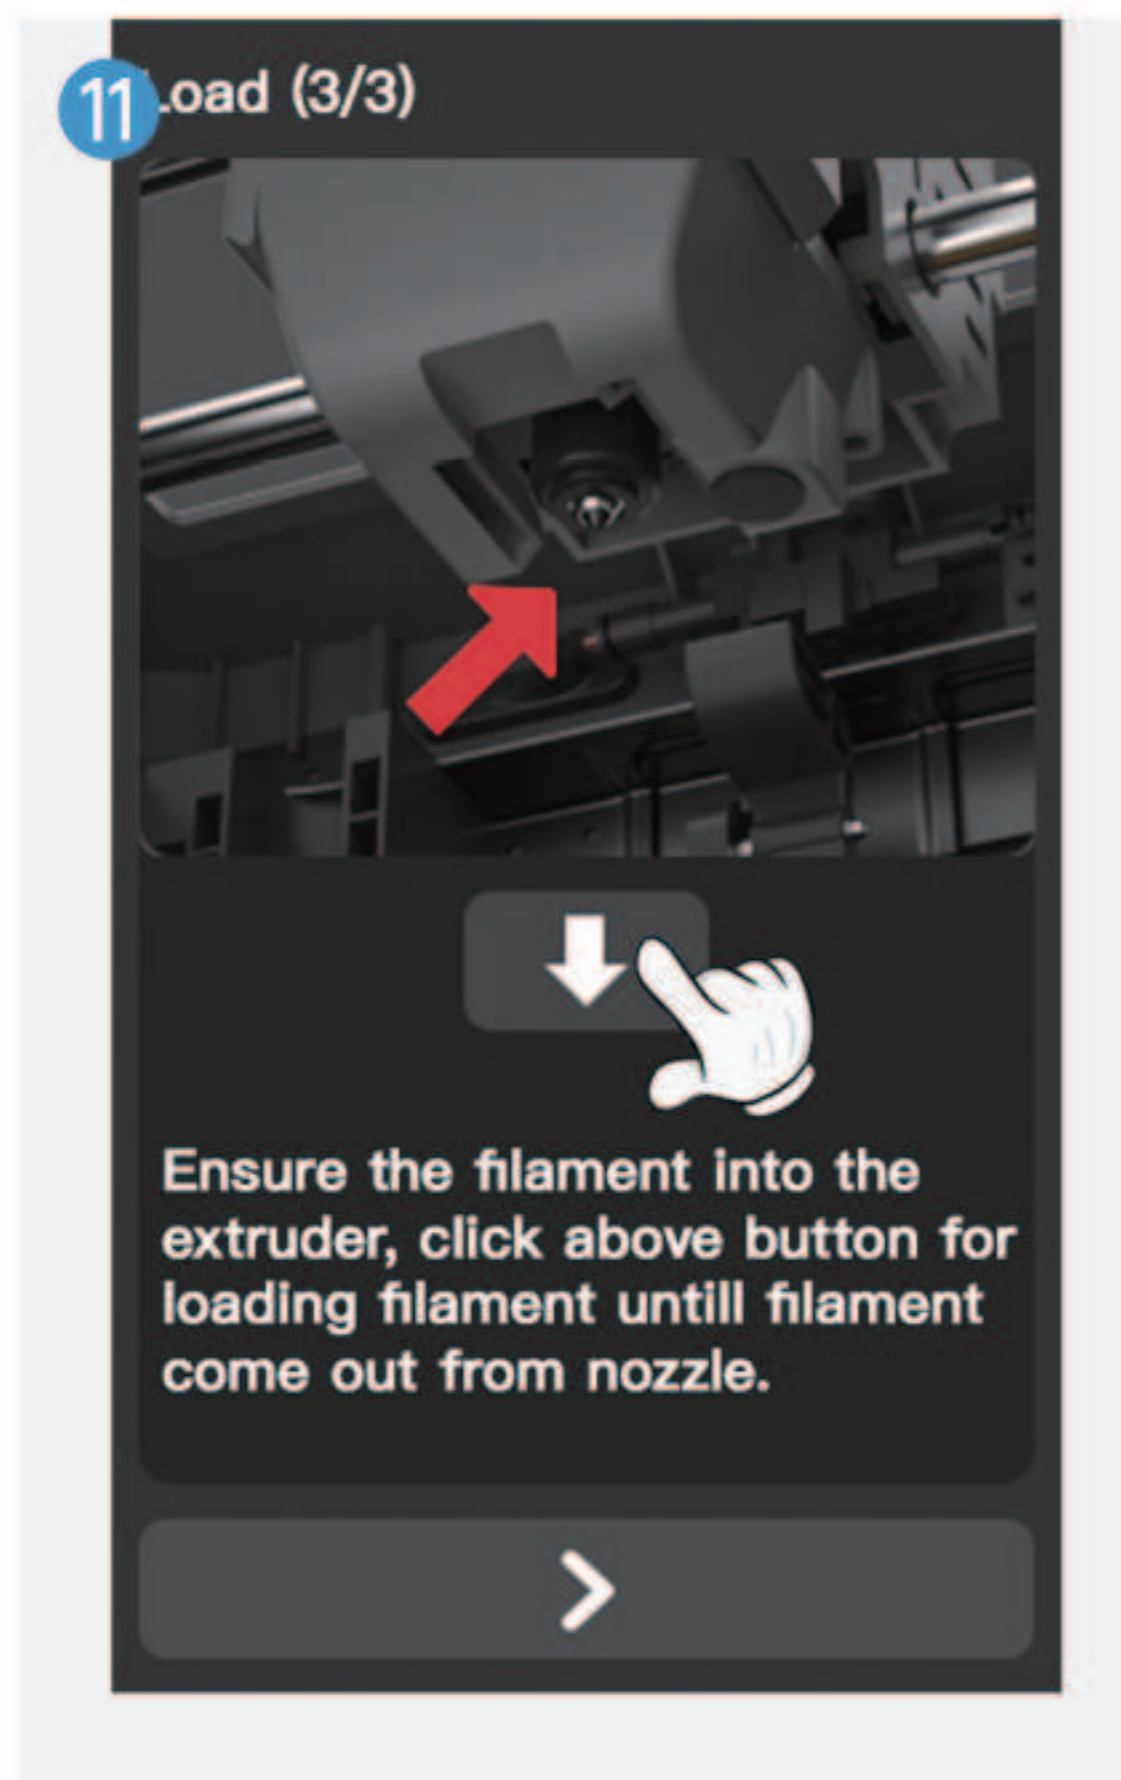 11
Load (3/3)
Ensure the filament into the
extruder, click above button for
loading filament untill filament
come out from nozzle.